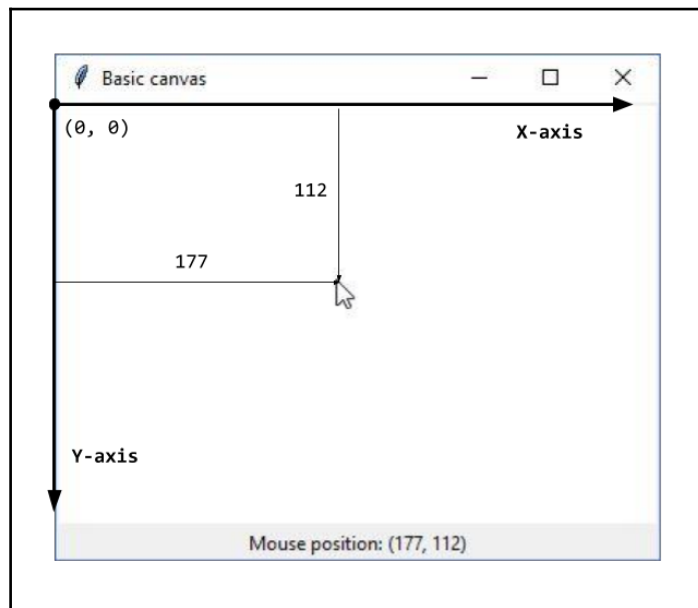 Basic canvas
(0, 0)
X-axis
112
177
Y-axis
Mouse position: (177, 112)